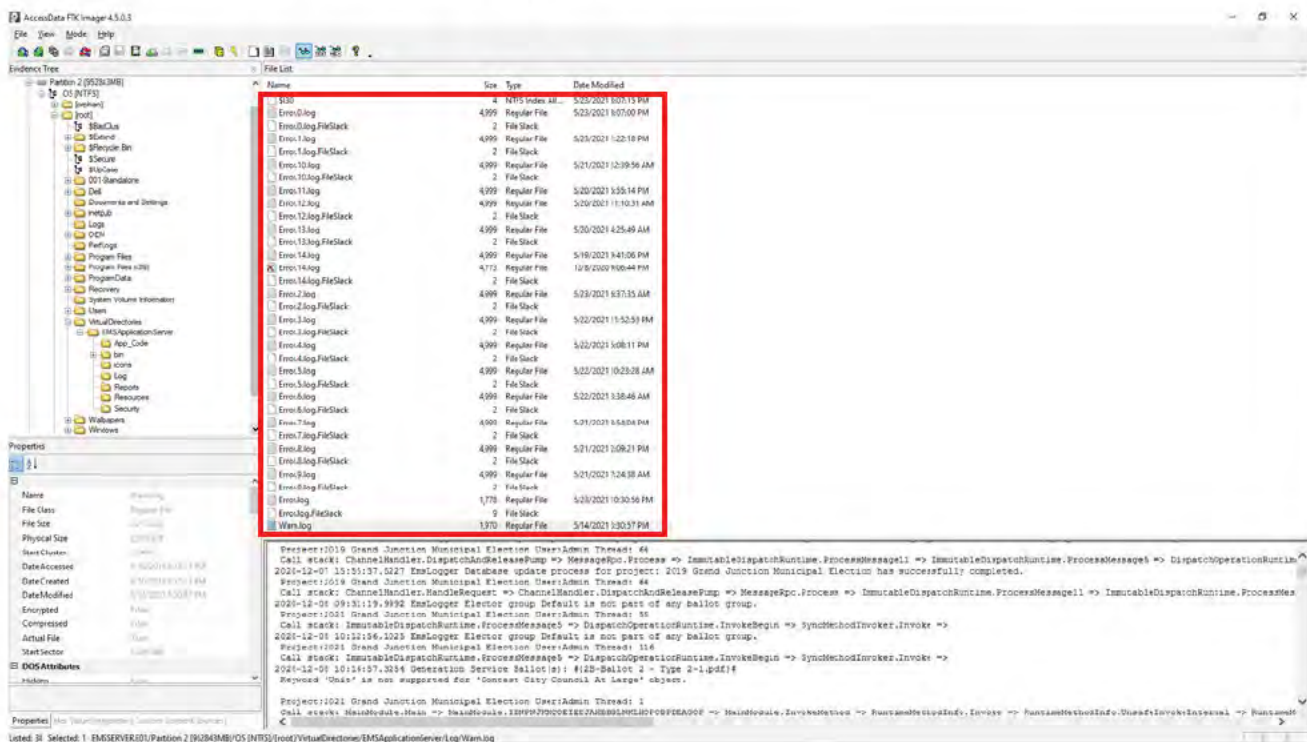 AccessData FTK Imager 4.5.0.3
File View Mode Help
Evidence Tree
Partition 2 [952843MB]
OS [NTFS]
[orphan]
[root]
$BadClus
$Extend
$Recycle.Bin
$Secure
$UpCase
001-Standalone
Dell
Documents and Settings
inetpub
Logs
OEM
PerfLogs
Program Files
Program Files (x86)
ProgramData
Recovery
System Volume Information
Users
VirtualDirectories
EMSApplicationServer
App_Code
bin
icons
Log
Reports
Resources
Security
Wallpapers
Windows
File List
Name Size Type Date Modified
$I30 4 NTFS Index All... 5/23/2021 6:07:15 PM
Error.0.log 4,999 Regular File 5/23/2021 6:07:00 PM
Error.0.log.FileSlack 2 File Slack
Error.1.log 4,999 Regular File 5/23/2021 1:22:18 PM
Error.1.log.FileSlack 2 File Slack
Error.10.log 4,999 Regular File 5/21/2021 12:39:56 AM
Error.10.log.FileSlack 2 File Slack
Error.11.log 4,999 Regular File 5/20/2021 5:55:14 PM
Error.12.log 4,999 Regular File 5/20/2021 11:10:31 AM
Error.12.log.FileSlack 2 File Slack
Error.13.log 4,999 Regular File 5/20/2021 4:25:49 AM
Error.13.log.FileSlack 2 File Slack
Error.14.log 4,999 Regular File 5/19/2021 9:41:06 PM
Error.14.log 4,772 Regular File 12/8/2020 9:06:44 PM
Error.14.log.FileSlack 2 File Slack
Error.2.log 4,999 Regular File 5/23/2021 6:37:35 AM
Error.2.log.FileSlack 2 File Slack
Error.3.log 4,999 Regular File 5/22/2021 11:52:53 PM
Error.3.log.FileSlack 2 File Slack
Error.4.log 4,999 Regular File 5/22/2021 5:08:11 PM
Error.4.log.FileSlack 2 File Slack
Error.5.log 4,999 Regular File 5/22/2021 10:23:28 AM
Error.5.log.FileSlack 2 File Slack
Error.6.log 4,999 Regular File 5/22/2021 3:38:46 AM
Error.6.log.FileSlack 2 File Slack
Error.7.log 4,999 Regular File 5/21/2021 8:54:04 PM
Error.7.log.FileSlack 2 File Slack
Error.8.log 4,999 Regular File 5/21/2021 2:09:21 PM
Error.8.log.FileSlack 2 File Slack
Error.9.log 4,999 Regular File 5/21/2021 7:24:38 AM
Error.9.log.FileSlack 2 File Slack
Error.log 1,778 Regular File 5/23/2021 10:30:56 PM
Error.log.FileSlack 9 File Slack
Warn.log 1,970 Regular File 5/14/2021 5:30:57 PM
Properties
Name
File Class
File Size
Physical Size
Start Cluster
Date Accessed
Date Created
Date Modified
Encrypted
Compressed
Actual File
Start Sector
DOS Attributes
Hidden
Properties
Project:2019 Grand Junction Municipal Election User:Admin Thread: 64
Call stack: ChannelHandler.DispatchAndReleasePump => MessageRpc.Process => ImmutableDispatchRuntime.ProcessMessage11 => ImmutableDispatchRuntime.ProcessMessage5 => DispatchOperationRuntim
2020-12-07 15:55:37,5227 EmsLogger Database update process for project: 2019 Grand Junction Municipal Election has successfully completed.
Project:2019 Grand Junction Municipal Election User:Admin Thread: 64
Call stack: ChannelHandler.HandleRequest => ChannelHandler.DispatchAndReleasePump => MessageRpc.Process => ImmutableDispatchRuntime.ProcessMessage11 => ImmutableDispatchRuntime.ProcessMes
2020-12-08 09:31:19,9892 EmsLogger Elector group Default is not part of any ballot group.
Project:2021 Grand Junction Municipal Election User:Admin Thread: 55
Call stack: ImmutableDispatchRuntime.ProcessMessage5 => DispatchOperationRuntime.InvokeBegin => SyncMethodInvoker.Invoke =>
2020-12-08 10:12:56,1025 EmsLogger Elector group Default is not part of any ballot group.
Project:2021 Grand Junction Municipal Election User:Admin Thread: 116
Call stack: ImmutableDispatchRuntime.ProcessMessage5 => DispatchOperationRuntime.InvokeBegin => SyncMethodInvoker.Invoke =>
2020-12-08 10:16:57,3256 Generation Service Ballot(s): #[2B-Ballot 2 - Type 2-1.pdf]#
Keyword 'Unis' is not supported for 'Contest City Council At Large' object.
Project:2021 Grand Junction Municipal Election User:Admin Thread: 1
Call stack: MainModule.Main => => MainModule.InvokeMethod => RuntimeMethodInfo.Invoke => RuntimeMethodInfo.UnsafeInvokeInternal => RuntimeM
Listed: 34 Selected: 1 EMSSERVER.E01/Partition 2 [952843MB]/OS [NTFS]/[root]/VirtualDirectories/EMSApplicationServer/Log/Warn.log